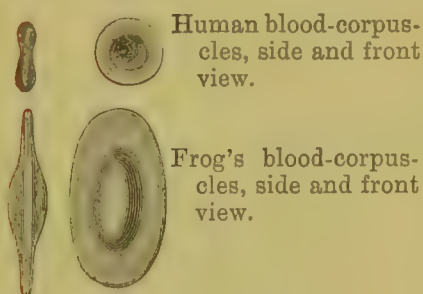 Human blood-corpus-
cles, side and front
view.
Frog's blood-corpus-
cles, side and front
view.